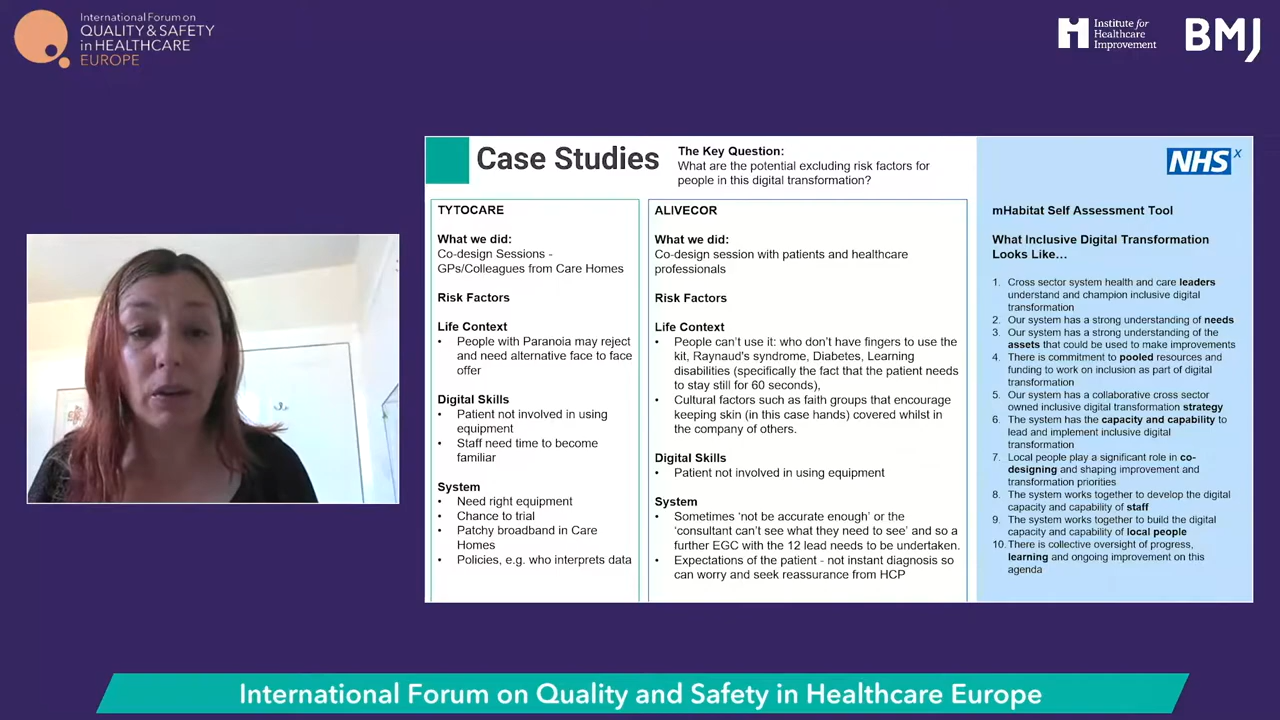 International Forum on
QUALITY & SAFETY
in HEALTHCARE
EUROPE
Institute for
Healthcare
Improvement
BMJ
Case Studies
The Key Question:
What are the potential excluding risk factors for
people in this digital transformation?
NHS X
TYTOCARE
What we did:
Co-design Sessions -
GPs/Colleagues from Care Homes
Risk Factors
Life Context
• People with Paranoia may reject
and need alternative face to face
offer
Digital Skills
• Patient not involved in using
equipment
• Staff need time to become
familiar
System
• Need right equipment
• Chance to trial
• Patchy broadband in Care
Homes
• Policies, e.g. who interprets data
ALIVECOR
What we did:
Co-design session with patients and healthcare
professionals
Risk Factors
Life Context
• People can't use it: who don't have fingers to use the
kit, Raynaud's syndrome, Diabetes, Learning
disabilities (specifically the fact that the patient needs
to stay still for 60 seconds),
• Cultural factors such as faith groups that encourage
keeping skin (in this case hands) covered whilst in
the company of others.
Digital Skills
• Patient not involved in using equipment
System
• Sometimes 'not be accurate enough' or the
'consultant can't see what they need to see' and so a
further EGC with the 12 lead needs to be undertaken.
• Expectations of the patient - not instant diagnosis so
can worry and seek reassurance from HCP
mHabitat Self Assessment Tool
What Inclusive Digital Transformation
Looks Like…
1. Cross sector system health and care leaders
understand and champion inclusive digital
transformation
2. Our system has a strong understanding of needs
3. Our system has a strong understanding of the
assets that could be used to make improvements
4. There is commitment to pooled resources and
funding to work on inclusion as part of digital
transformation
5. Our system has a collaborative cross sector
owned inclusive digital transformation strategy
6. The system has the capacity and capability to
lead and implement inclusive digital
transformation
7. Local people play a significant role in co-
designing and shaping improvement and
transformation priorities
8. The system works together to develop the digital
capacity and capability of staff
9. The system works together to build the digital
capacity and capability of local people
10. There is collective oversight of progress,
learning and ongoing improvement on this
agenda
International Forum on Quality and Safety in Healthcare Europe